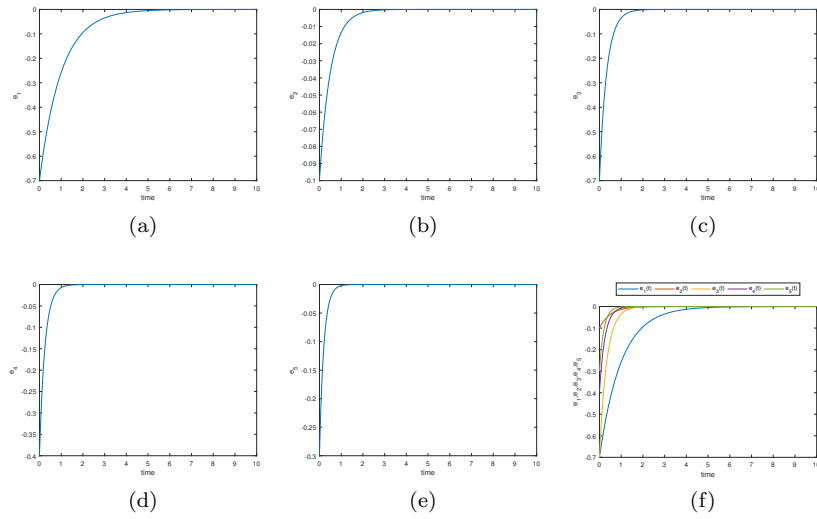 0
-0.1
-0.2
-0.3
-0.4
-0.5
-0.6
-0.7
e1
0 1 2 3 4 5 6 7 8 9 10
time
(a)
0
-0.01
-0.02
-0.03
-0.04
-0.05
-0.06
-0.07
-0.08
-0.09
-0.1
e2
0 1 2 3 4 5 6 7 8 9 10
time
(b)
0
-0.1
-0.2
-0.3
-0.4
-0.5
-0.6
-0.7
e3
0 1 2 3 4 5 6 7 8 9 10
time
(c)
0
-0.05
-0.1
-0.15
-0.2
-0.25
-0.3
-0.35
-0.4
e4
0 1 2 3 4 5 6 7 8 9 10
time
(d)
0
-0.05
-0.1
-0.15
-0.2
-0.25
-0.3
e5
0 1 2 3 4 5 6 7 8 9 10
time
(e)
e1(t) e2(t) e3(t) e4(t) e5(t)
0
-0.1
-0.2
-0.3
-0.4
-0.5
-0.6
-0.7
e1,e2,e3,e4,e5
0 1 2 3 4 5 6 7 8 9 10
time
(f)